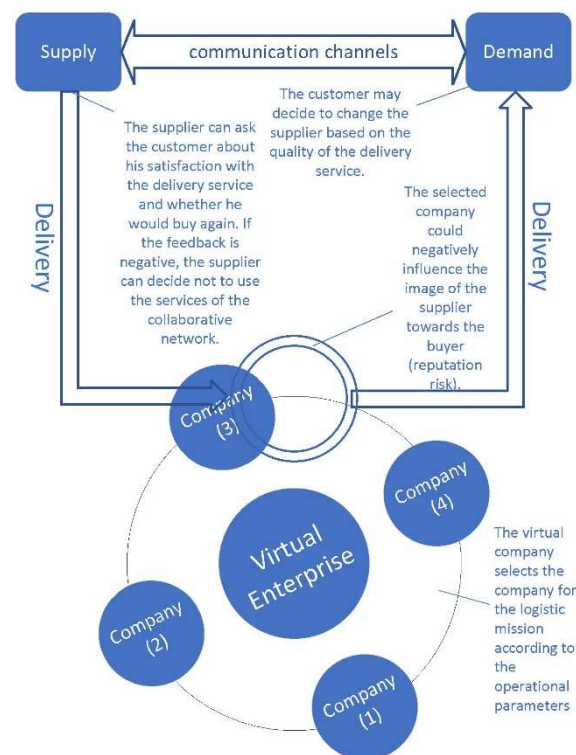 Supply
communication channels
Demand
The customer may
decide to change the
supplier based on the
quality of the delivery
service.
The supplier can ask
the customer about
his satisfaction with
the delivery service
and whether he
would buy again. If
the feedback is
negative, the supplier
can decide not to use
the services of the
collaborative
network.
Delivery
The selected
company could
negatively
influence the
image of the
supplier
towards the
buyer
(reputation
risk).
Delivery
Company
(3)
Company
(4)
Virtual
Enterprise
The virtual
company
selects the
company for
the logistic
mission
according to
the
operational
parameters
Company
(2)
Company
(1)